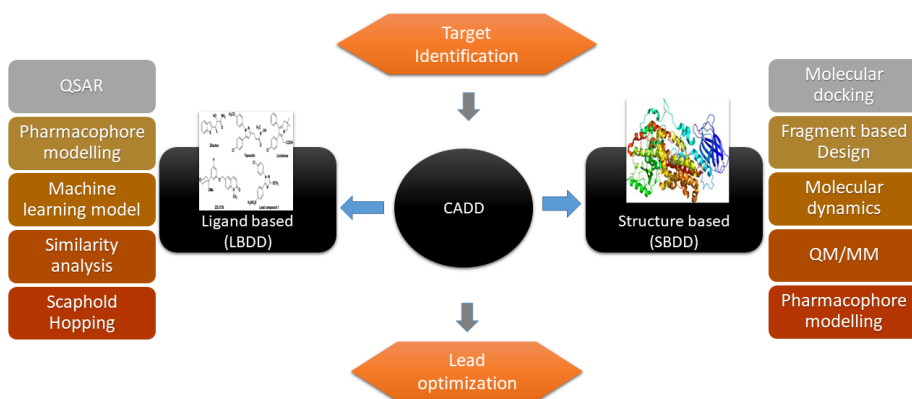 Target
Identification
QSAR
Pharmacophore
modelling
Machine
learning model
Similarity
analysis
Scaphold
Hopping
Ligand based
(LBDD)
CADD
Structure based
(SBDD)
Molecular
docking
Fragment based
Design
Molecular
dynamics
QM/MM
Pharmacophore
modelling
Lead
optimization